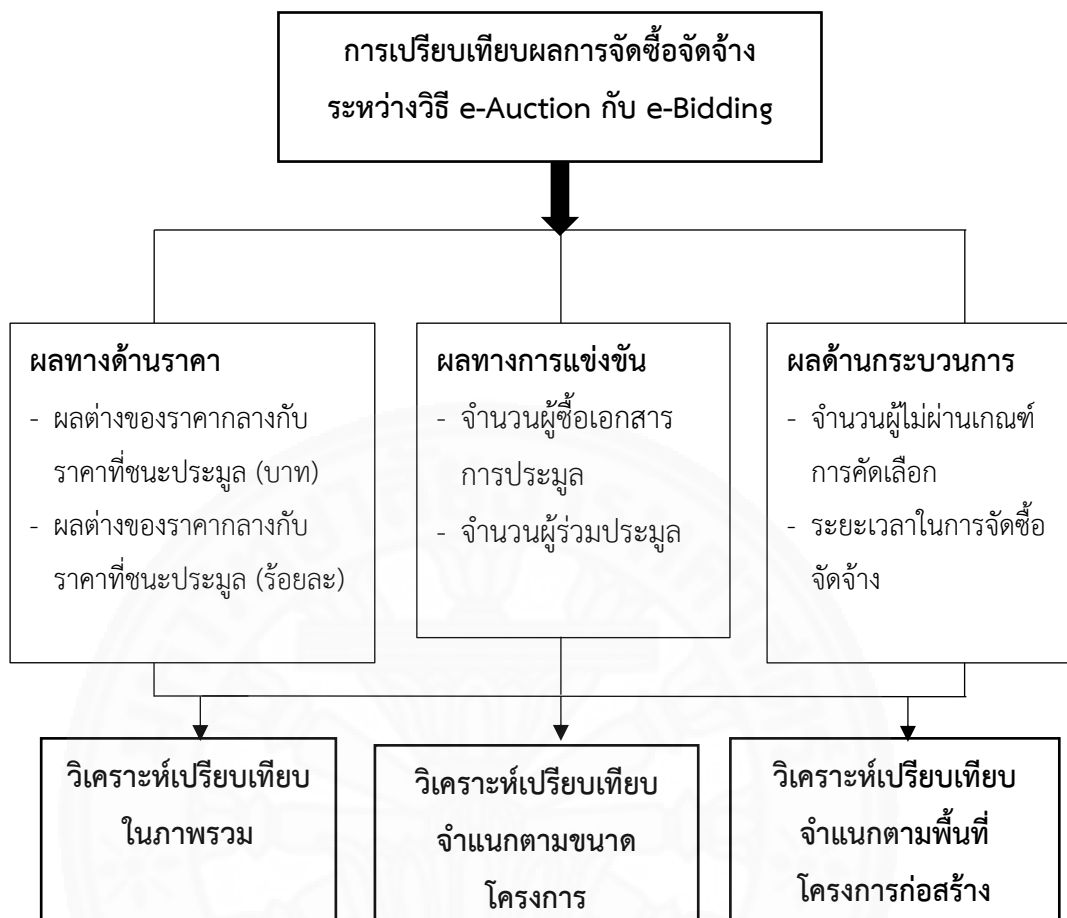 การเปรียบเทียบผลการจัดซื้อจัดจ้าง
ระหว่างวิธี e-Auction กับ e-Bidding
ผลทางด้านราคา
- ผลต่างของราคากลางกับ
ราคาที่ชนะประมูล (บาท)
- ผลต่างของราคากลางกับ
ราคาที่ชนะประมูล (ร้อยละ)
ผลทางการแข่งขัน
- จำนวนผู้ซื้อเอกสาร
การประมูล
- จำนวนผู้ร่วมประมูล
ผลด้านกระบวนการ
- จำนวนผู้ไม่ผ่านเกณฑ์
การคัดเลือก
- ระยะเวลาในการจัดซื้อ
จัดจ้าง
วิเคราะห์เปรียบเทียบ
ในภาพรวม
วิเคราะห์เปรียบเทียบ
จำแนกตามขนาด
โครงการ
วิเคราะห์เปรียบเทียบ
จำแนกตามพื้นที่
โครงการก่อสร้าง